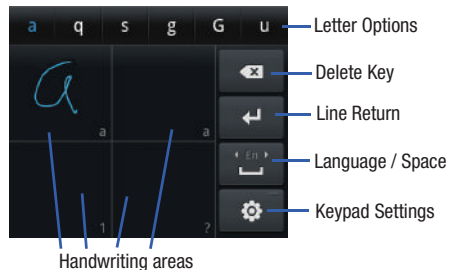 a q s g G u
Letter Options
Delete Key
a
a
Line Return
En
Language / Space
1
?
Keypad Settings
Handwriting areas
a